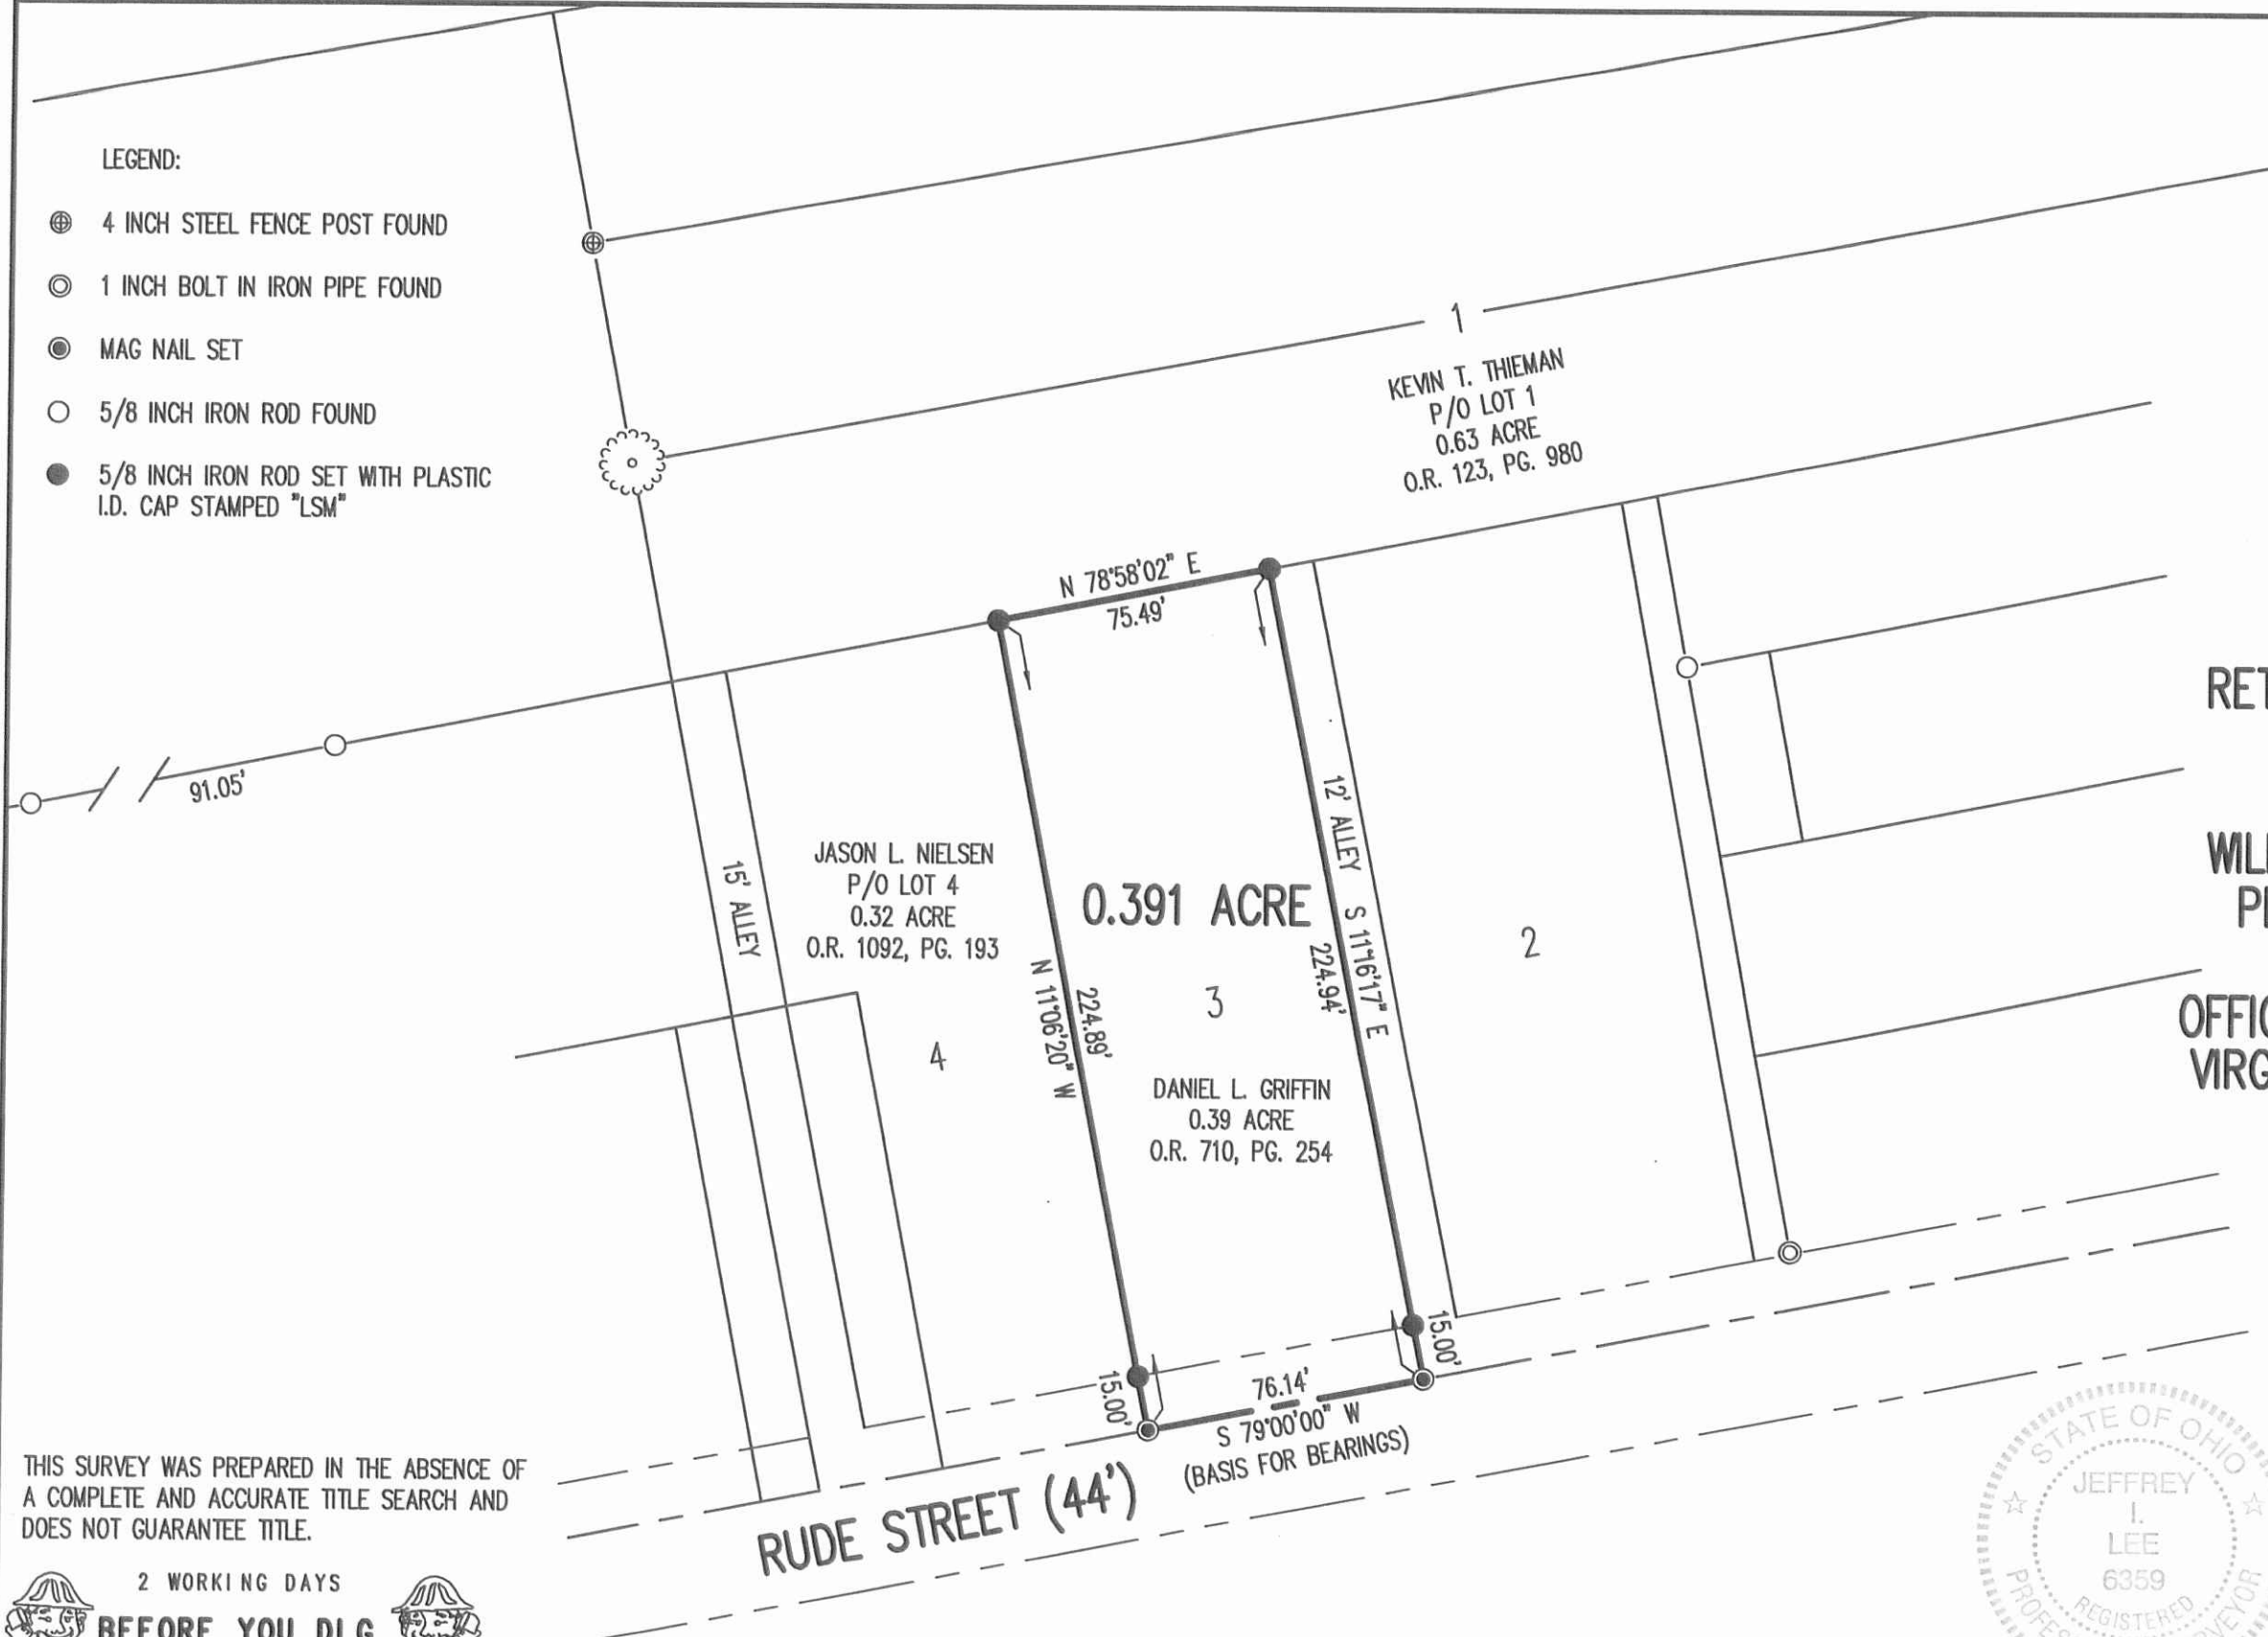 LEGEND:
4 INCH STEEL FENCE POST FOUND
1 INCH BOLT IN IRON PIPE FOUND
MAG NAIL SET
5/8 INCH IRON ROD FOUND
5/8 INCH IRON ROD SET WITH PLASTIC
I.D. CAP STAMPED "LSM"
1
KEVIN T. THIEMAN
P/O LOT 1
0.63 ACRE
O.R. 123, PG. 980
N 78°58'02" E
75.49'
91.05'
15' ALLEY
JASON L. NIELSEN
P/O LOT 4
0.32 ACRE
O.R. 1092, PG. 193
4
N 11°06'20" W
224.89'
0.391 ACRE
3
DANIEL L. GRIFFIN
0.39 ACRE
O.R. 710, PG. 254
12' ALLEY S 11°16'17" E
224.94'
2
RET
WILL
OFFIC
VIRG
15.00'
15.00'
76.14'
S 79°00'00" W
(BASIS FOR BEARINGS)
RUDE STREET (44')
THIS SURVEY WAS PREPARED IN THE ABSENCE OF
A COMPLETE AND ACCURATE TITLE SEARCH AND
DOES NOT GUARANTEE TITLE.
2 WORKING DAYS
BEFORE YOU DIG
STATE OF OHIO
JEFFREY
I.
LEE
6359
REGISTERED